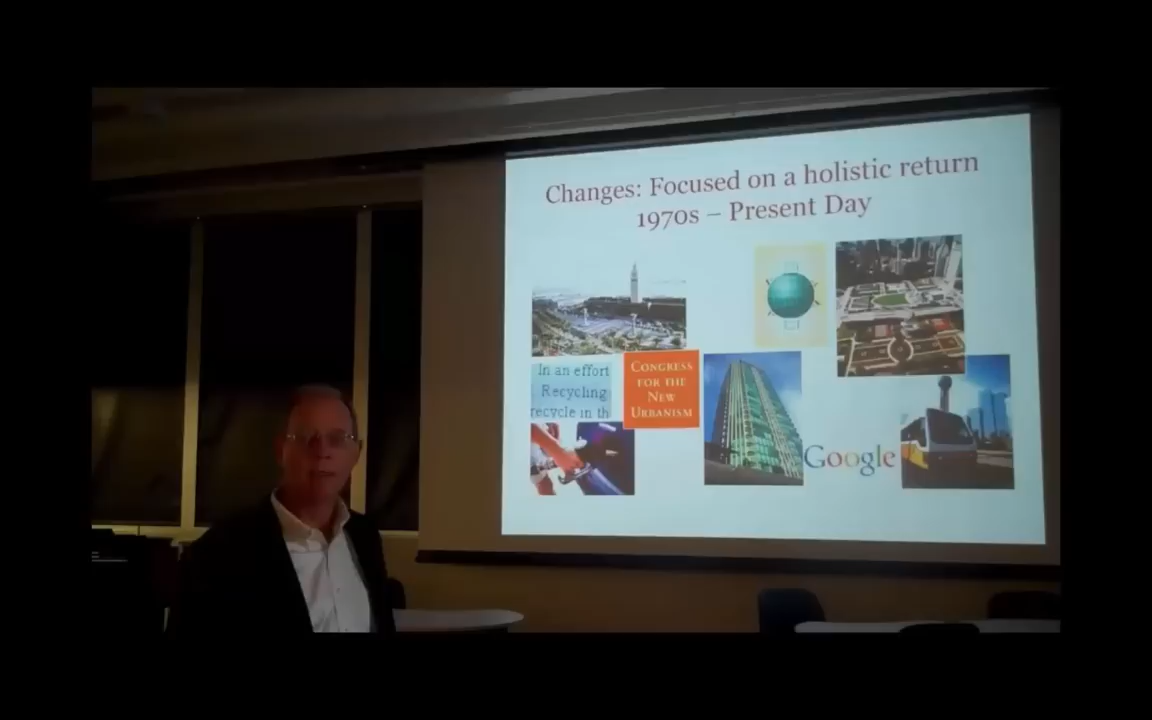 Changes: Focused on a holistic return
1970s – Present Day
In an effort
Recycling
recycle in th
CONGRESS
FOR THE
NEW
URBANISM
Google